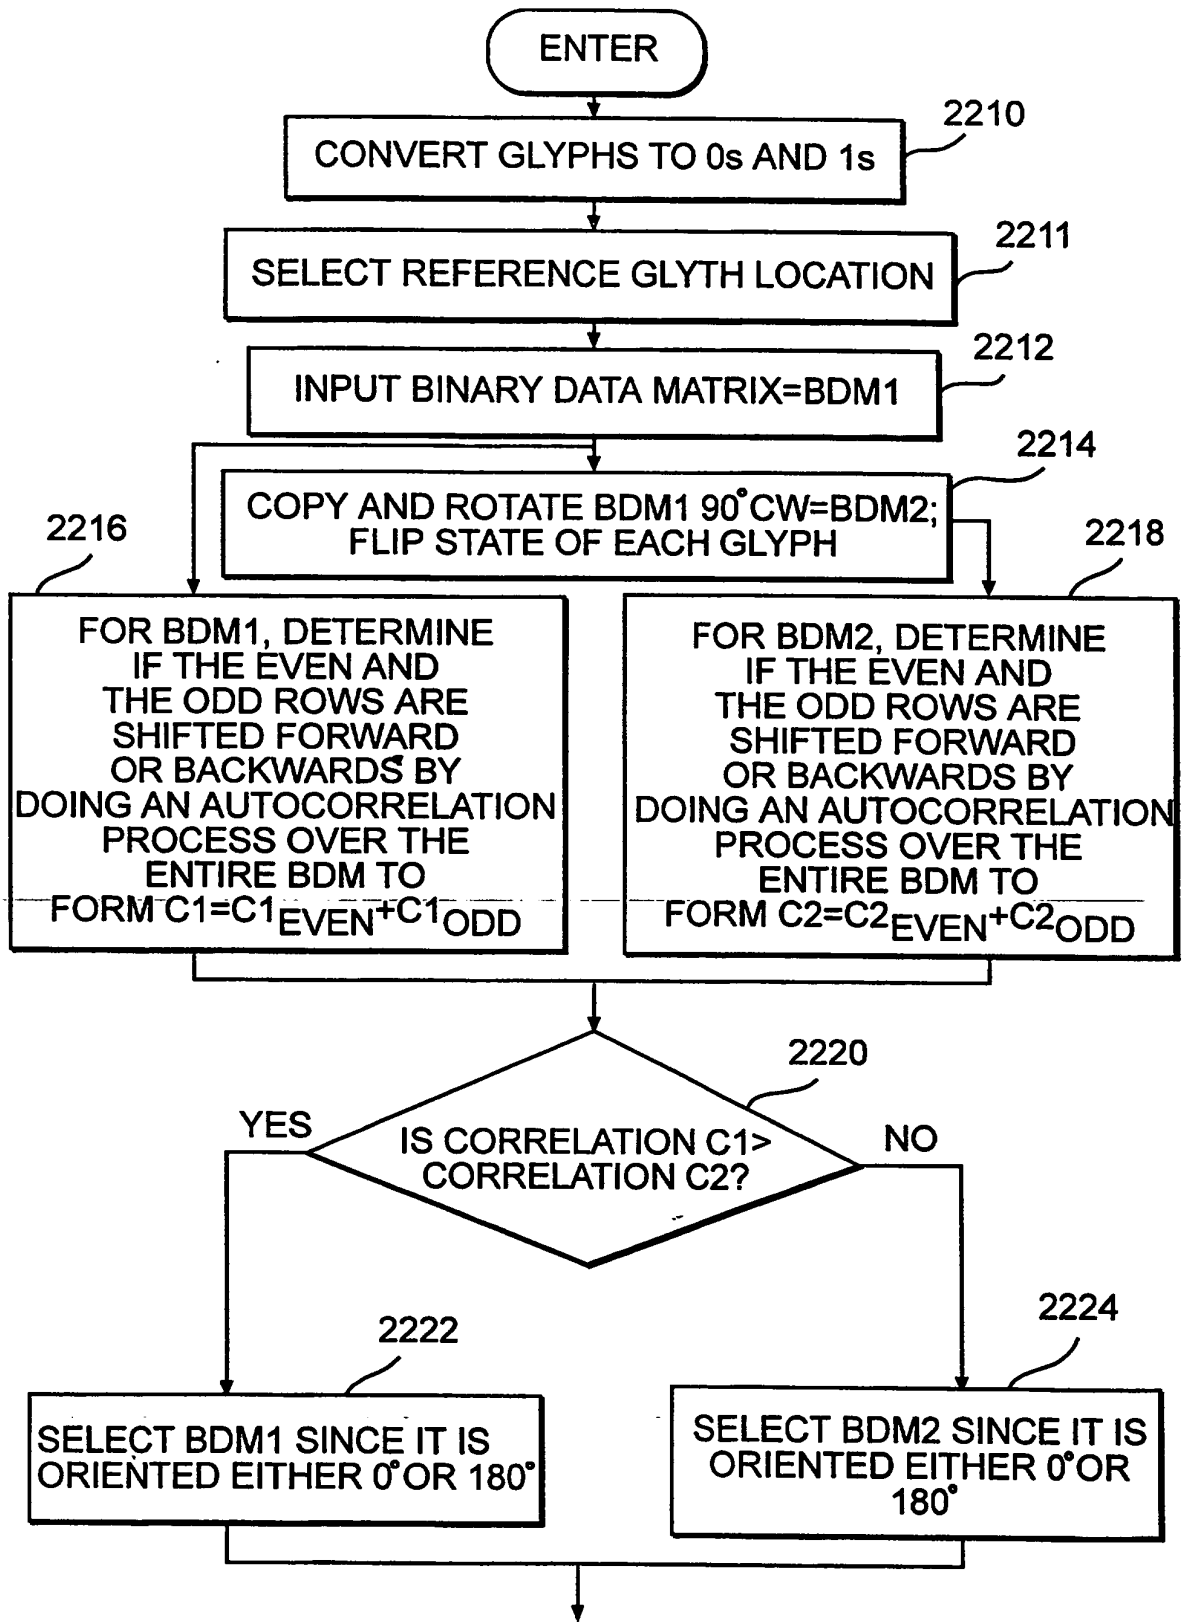 ENTER
2210
CONVERT GLYPHS TO 0s AND 1s
2211
SELECT REFERENCE GLYTH LOCATION
2212
INPUT BINARY DATA MATRIX=BDM1
2214
COPY AND ROTATE BDM1 90°CW=BDM2;
FLIP STATE OF EACH GLYPH
2216
FOR BDM1, DETERMINE
IF THE EVEN AND
THE ODD ROWS ARE
SHIFTED FORWARD
OR BACKWARDS BY
DOING AN AUTOCORRELATION
PROCESS OVER THE
ENTIRE BDM TO
FORM C1=C1EVEN+C1ODD
2218
FOR BDM2, DETERMINE
IF THE EVEN AND
THE ODD ROWS ARE
SHIFTED FORWARD
OR BACKWARDS BY
DOING AN AUTOCORRELATION
PROCESS OVER THE
ENTIRE BDM TO
FORM C2=C2EVEN+C2ODD
2220
IS CORRELATION C1>
CORRELATION C2?
YES
NO
2222
SELECT BDM1 SINCE IT IS
ORIENTED EITHER 0° OR 180°
2224
SELECT BDM2 SINCE IT IS
ORIENTED EITHER 0° OR
180°